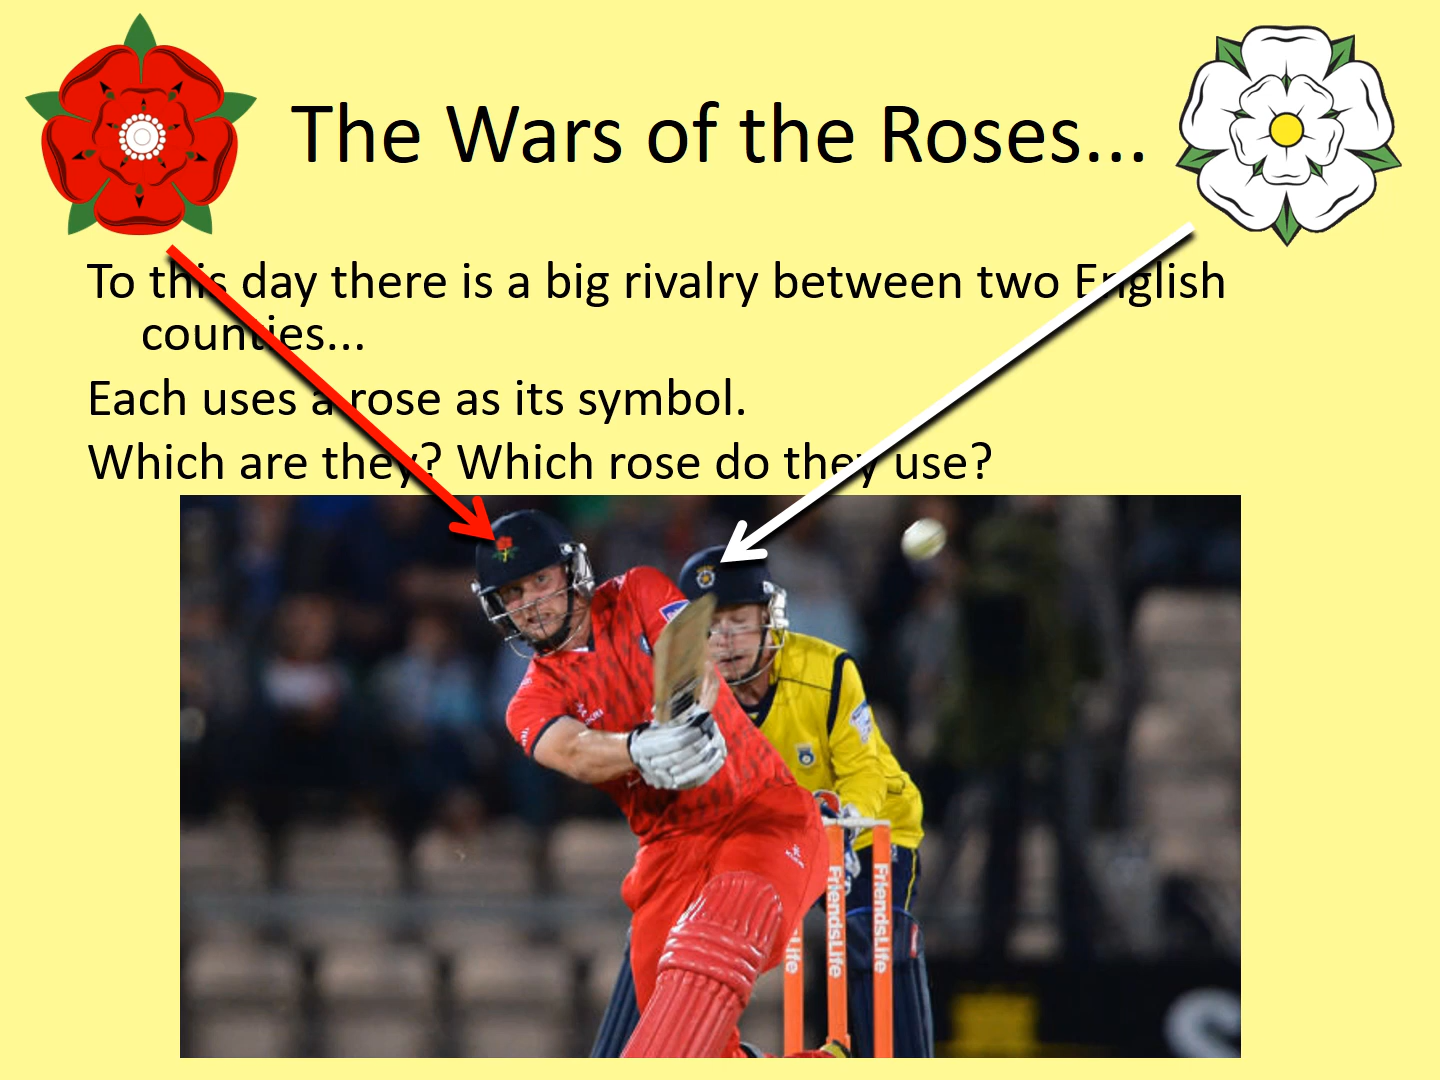 The Wars of the Roses...
To this day there is a big rivalry between two English
counties...
Each uses a rose as its symbol.
Which are they? Which rose do they use?
FriendsLife
FriendsLife
Life